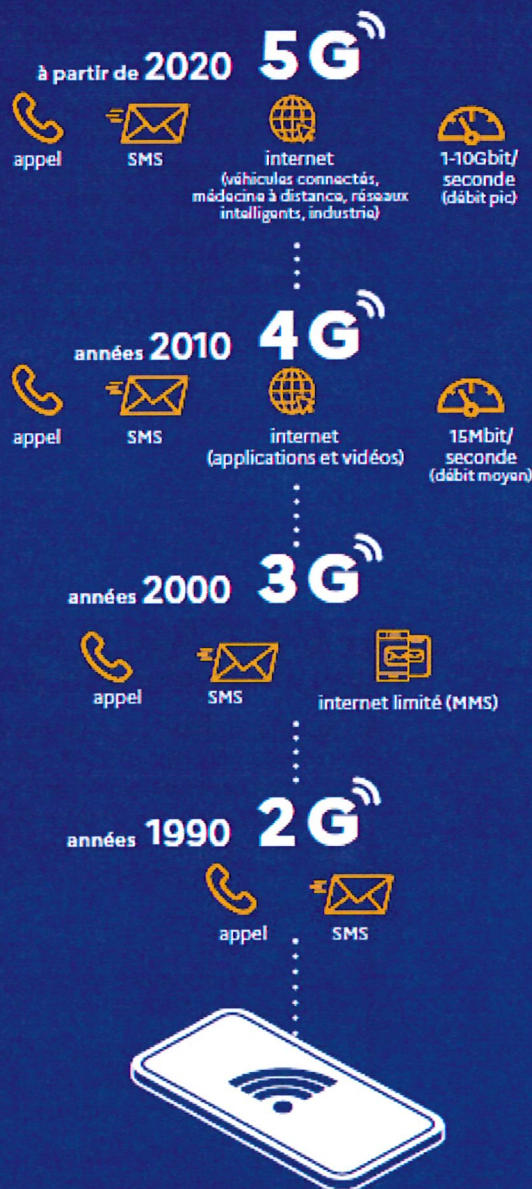 à partir de 2020 5G
appel
SMS
internet
(véhicules connectés,
médecine à distance, réseaux
intelligents, industrie)
1-10Gbit/
seconde
(débit pic)
années 2010 4G
appel
SMS
internet
(applications et vidéos)
15Mbit/
seconde
(débit moyen)
années 2000 3G
appel
SMS
internet limité (MMS)
années 1990 2G
appel
SMS